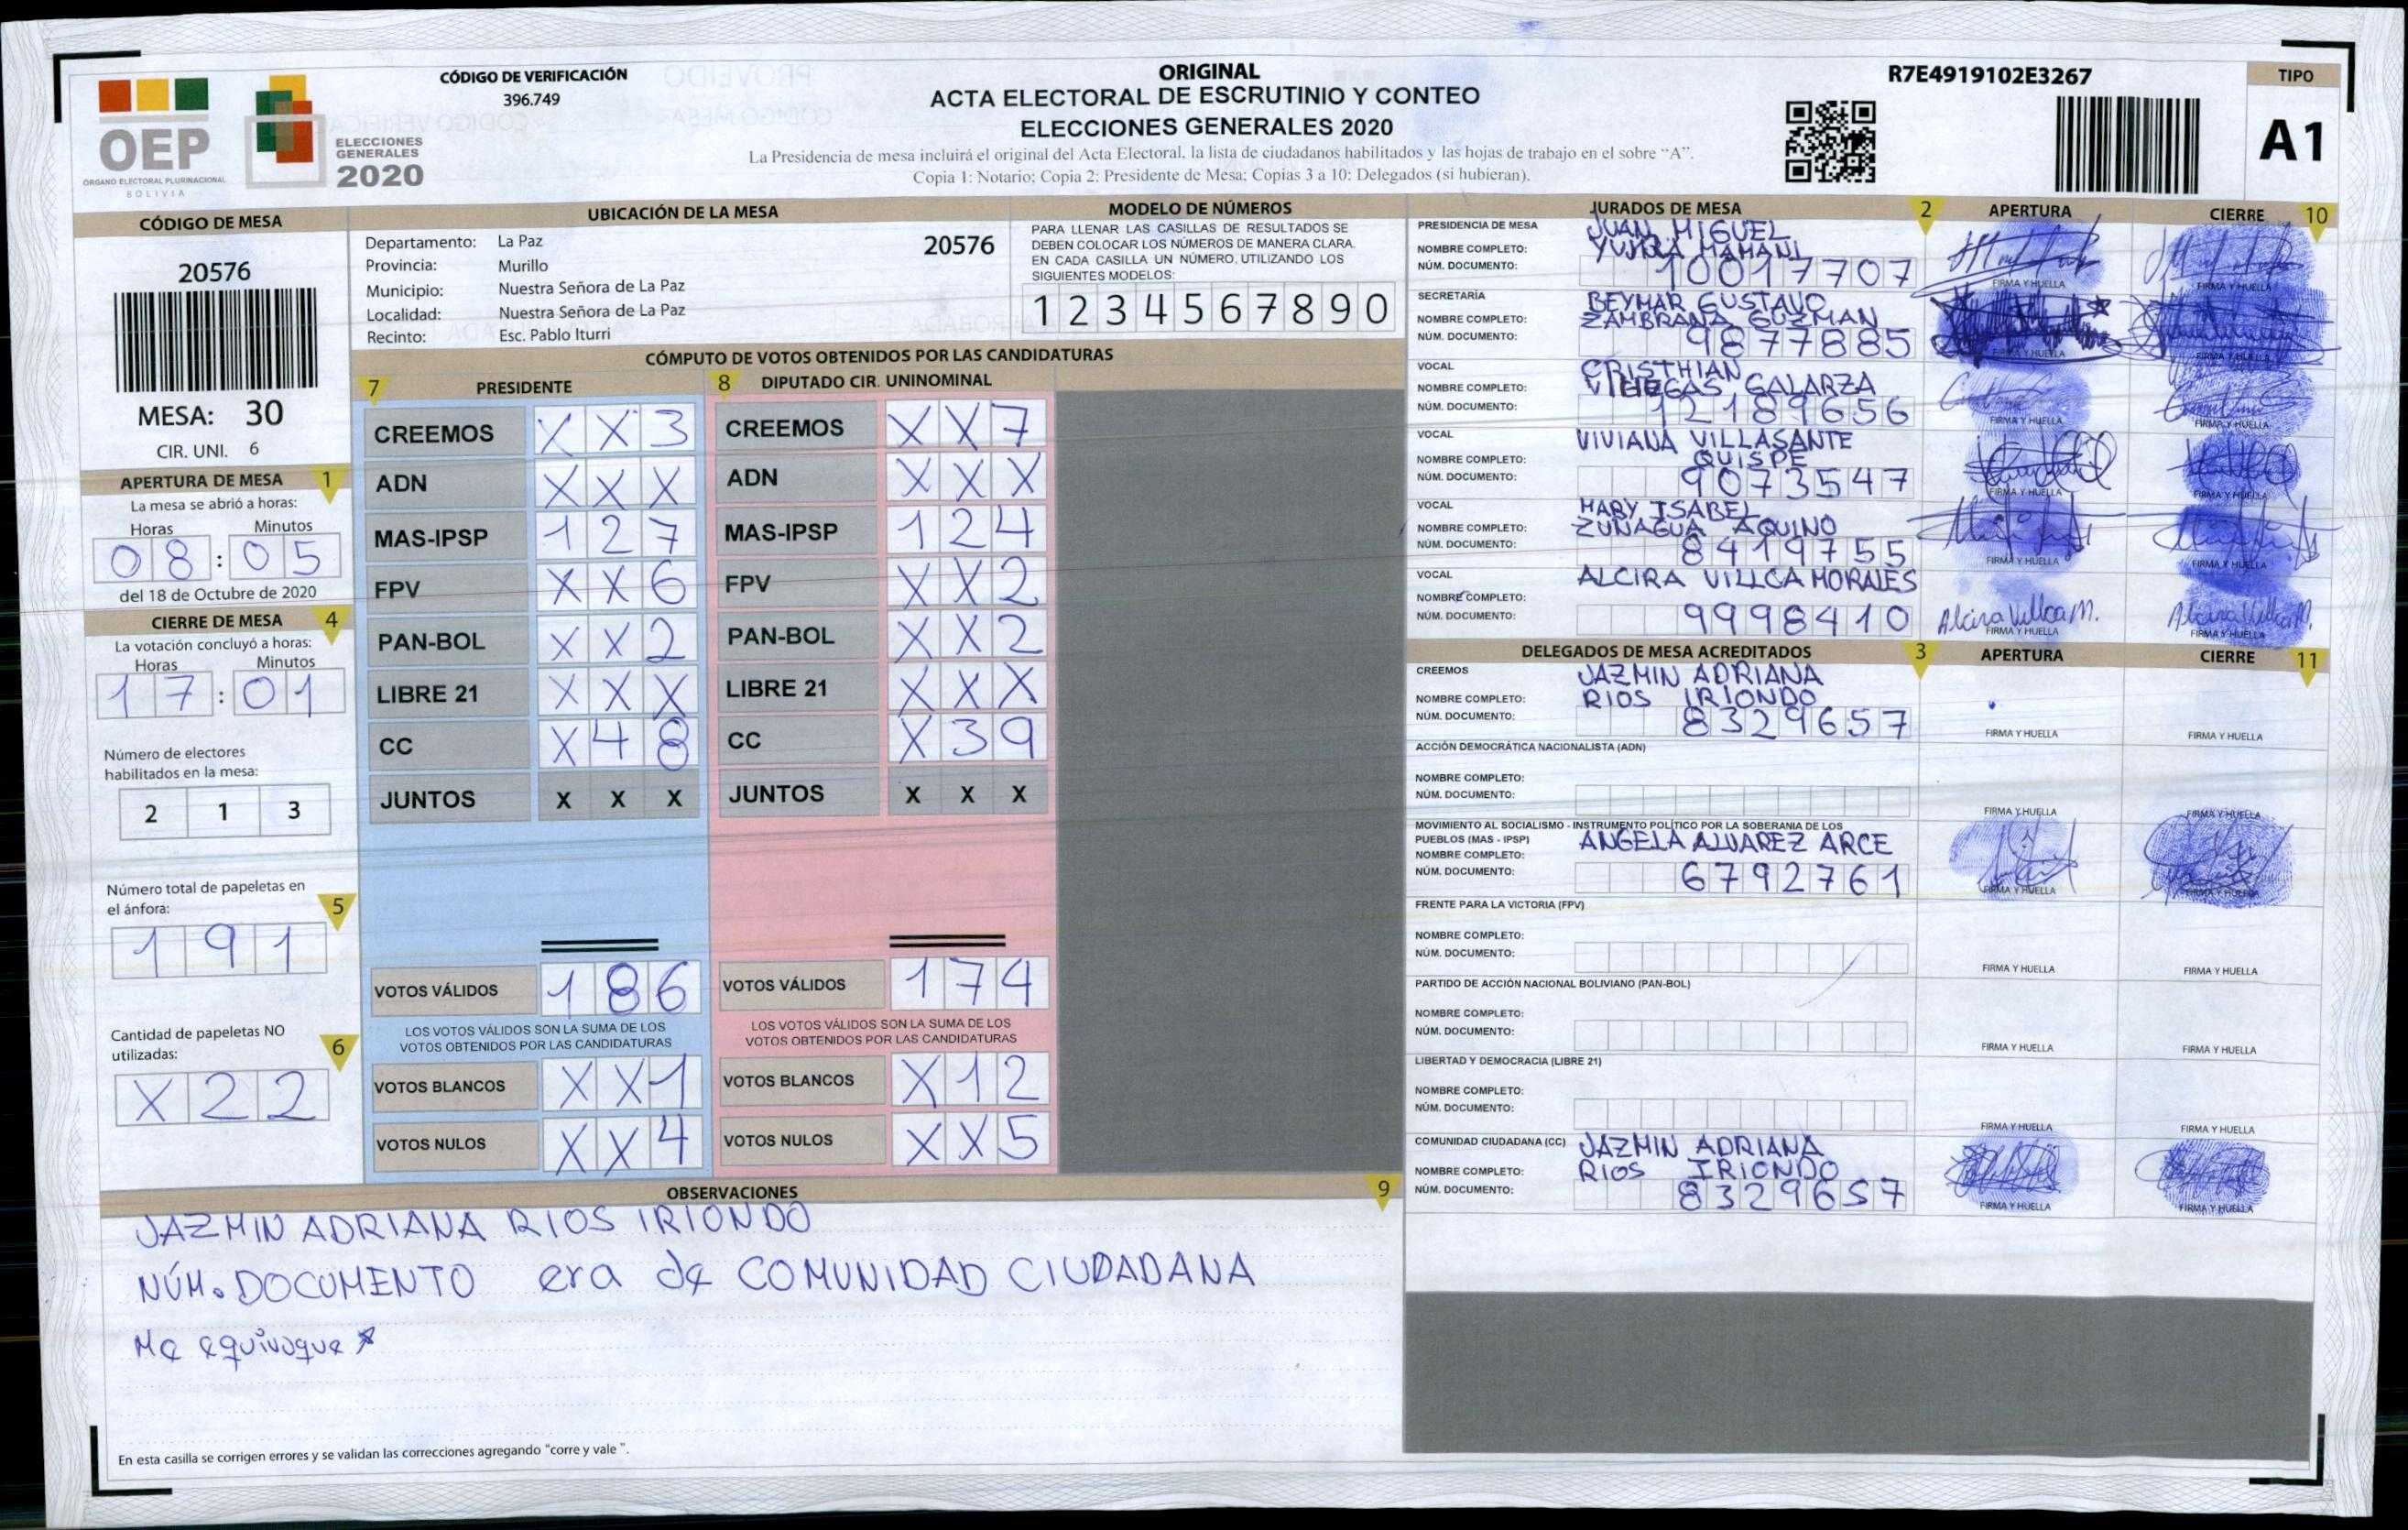 OEP
ÓRGANO ELECTORAL PLURINACIONAL
BOLIVIA
ELECCIONES
GENERALES
2020
CÓDIGO DE VERIFICACIÓN
396.749
ORIGINAL
ACTA ELECTORAL DE ESCRUTINIO Y CONTEO
ELECCIONES GENERALES 2020
La Presidencia de mesa incluirá el original del Acta Electoral, la lista de ciudadanos habilitados y las hojas de trabajo en el sobre “A”.
Copia 1: Notario; Copia 2: Presidente de Mesa; Copias 3 a 10: Delegados (si hubieran).
R7E4919102E3267
TIPO
A1
CÓDIGO DE MESA
20576
MESA: 30
CIR. UNI. 6
APERTURA DE MESA 1
La mesa se abrió a horas:
Horas Minutos
08:05
del 18 de Octubre de 2020
CIERRE DE MESA 4
La votación concluyó a horas:
Horas Minutos
17:01
Número de electores
habilitados en la mesa:
2 1 3
Número total de papeletas en
el ánfora: 5
1 9 1
Cantidad de papeletas NO
utilizadas: 6
X 2 2
UBICACIÓN DE LA MESA
Departamento: La Paz
20576
Provincia: Murillo
Municipio: Nuestra Señora de La Paz
Localidad: Nuestra Señora de La Paz
Recinto: Esc. Pablo Iturri
MODELO DE NÚMEROS
PARA LLENAR LAS CASILLAS DE RESULTADOS SE
DEBEN COLOCAR LOS NÚMEROS DE MANERA CLARA.
EN CADA CASILLA UN NÚMERO, UTILIZANDO LOS
SIGUIENTES MODELOS:
1 2 3 4 5 6 7 8 9 0
CÓMPUTO DE VOTOS OBTENIDOS POR LAS CANDIDATURAS
7 PRESIDENTE
CREEMOS X X 3
ADN X X X
MAS-IPSP 1 2 7
FPV X X 6
PAN-BOL X X 2
LIBRE 21 X X X
CC X 4 8
JUNTOS X X X
VOTOS VÁLIDOS 1 8 6
LOS VOTOS VÁLIDOS SON LA SUMA DE LOS
VOTOS OBTENIDOS POR LAS CANDIDATURAS
VOTOS BLANCOS X X 1
VOTOS NULOS X X 4
8 DIPUTADO CIR. UNINOMINAL
CREEMOS X X 7
ADN X X X
MAS-IPSP 1 2 4
FPV X X 2
PAN-BOL X X 2
LIBRE 21 X X X
CC X 3 9
JUNTOS X X X
VOTOS VÁLIDOS 1 7 4
LOS VOTOS VÁLIDOS SON LA SUMA DE LOS
VOTOS OBTENIDOS POR LAS CANDIDATURAS
VOTOS BLANCOS X 1 2
VOTOS NULOS X X 5
JURADOS DE MESA 2 APERTURA CIERRE 10
PRESIDENCIA DE MESA JUAN MIGUEL
NOMBRE COMPLETO: MAMANI
NÚM. DOCUMENTO: 10017707
FIRMA Y HUELLA FIRMA Y HUELLA
SECRETARÍA BEYMAR GUSTAVO
NOMBRE COMPLETO: ZAMBRANA GUZMAN
NÚM. DOCUMENTO: 9877885
FIRMA Y HUELLA FIRMA Y HUELLA
VOCAL CRISTHIAN
NOMBRE COMPLETO: GALARZA
NÚM. DOCUMENTO: 12189656
FIRMA Y HUELLA FIRMA Y HUELLA
VOCAL VIVIANA VILLASANTE
NOMBRE COMPLETO: QUISPE
NÚM. DOCUMENTO: 9073547
FIRMA Y HUELLA FIRMA Y HUELLA
VOCAL MARY ISABEL
NOMBRE COMPLETO: ZUÑAGUA AQUINO
NÚM. DOCUMENTO: 8419755
FIRMA Y HUELLA FIRMA Y HUELLA
VOCAL ALCIRA VILLCA MORALES
NOMBRE COMPLETO:
NÚM. DOCUMENTO: 9998410
Alcira Villca M. Alcira Villca M.
FIRMA Y HUELLA FIRMA Y HUELLA
DELEGADOS DE MESA ACREDITADOS 3 APERTURA CIERRE 11
CREEMOS JAZMIN ADRIANA
NOMBRE COMPLETO: RIOS IRIONDO
NÚM. DOCUMENTO: 8329657
FIRMA Y HUELLA FIRMA Y HUELLA
ACCIÓN DEMOCRÁTICA NACIONALISTA (ADN)
NOMBRE COMPLETO:
NÚM. DOCUMENTO:
FIRMA Y HUELLA FIRMA Y HUELLA
MOVIMIENTO AL SOCIALISMO - INSTRUMENTO POLÍTICO POR LA SOBERANIA DE LOS
PUEBLOS (MAS - IPSP) ANGELA ALVAREZ ARCE
NOMBRE COMPLETO:
NÚM. DOCUMENTO: 6792761
FIRMA Y HUELLA FIRMA Y HUELLA
FRENTE PARA LA VICTORIA (FPV)
NOMBRE COMPLETO:
NÚM. DOCUMENTO:
FIRMA Y HUELLA FIRMA Y HUELLA
PARTIDO DE ACCIÓN NACIONAL BOLIVIANO (PAN-BOL)
NOMBRE COMPLETO:
NÚM. DOCUMENTO:
FIRMA Y HUELLA FIRMA Y HUELLA
LIBERTAD Y DEMOCRACIA (LIBRE 21)
NOMBRE COMPLETO:
NÚM. DOCUMENTO:
FIRMA Y HUELLA FIRMA Y HUELLA
COMUNIDAD CIUDADANA (CC) JAZMIN ADRIANA
NOMBRE COMPLETO: RIOS IRIONDO
NÚM. DOCUMENTO: 8329657
FIRMA Y HUELLA FIRMA Y HUELLA
OBSERVACIONES 9
JAZMIN ADRIANA RIOS IRIONDO
NÚM. DOCUMENTO era de COMUNIDAD CIUDADANA
Me equivoque
En esta casilla se corrigen errores y se validan las correcciones agregando “corre y vale ”.